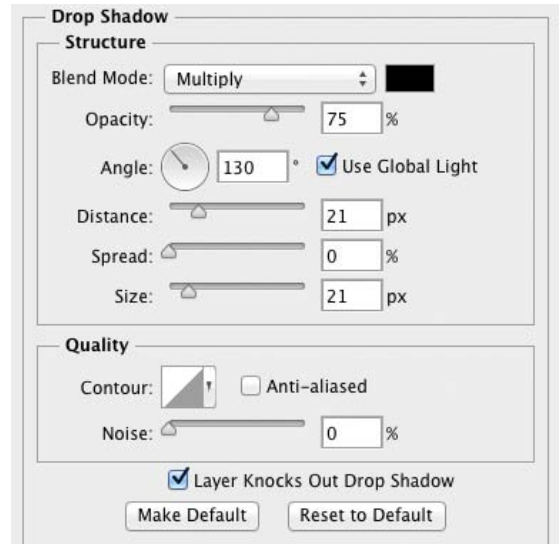 Drop Shadow
Structure
Blend Mode: Multiply
Opacity: 75 %
Angle: 130 ° Use Global Light
Distance: 21 px
Spread: 0 %
Size: 21 px
Quality
Contour: Anti-aliased
Noise: 0 %
Layer Knocks Out Drop Shadow
Make Default Reset to Default